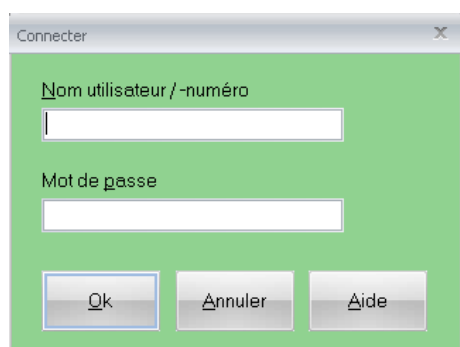 Connecter
Nom utilisateur / -numéro
Mot de passe
Ok Annuler Aide